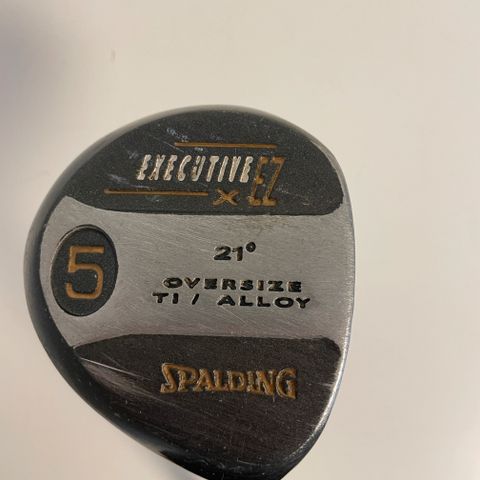 EXECUTIVE
X EZ
5
21°
OVERSIZE
TI / ALLOY
SPALDING